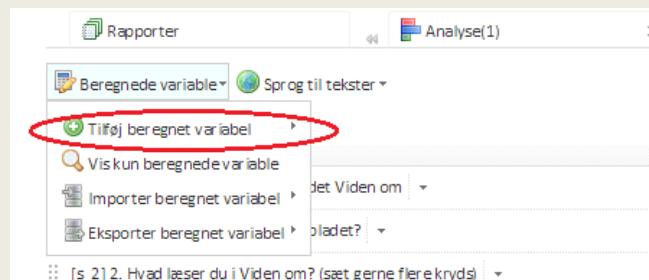 Rapporter
Analyse(1)
Beregnede variable
Sprog til tekster
Tilføj beregnet variabel
Vis kun beregnede variable
Importer beregnet variabel
det Viden om
Eksporter beregnet variabel
bladet?
[s_2] 2. Hvad læser du i Viden om? (sæt gerne flere kryds)